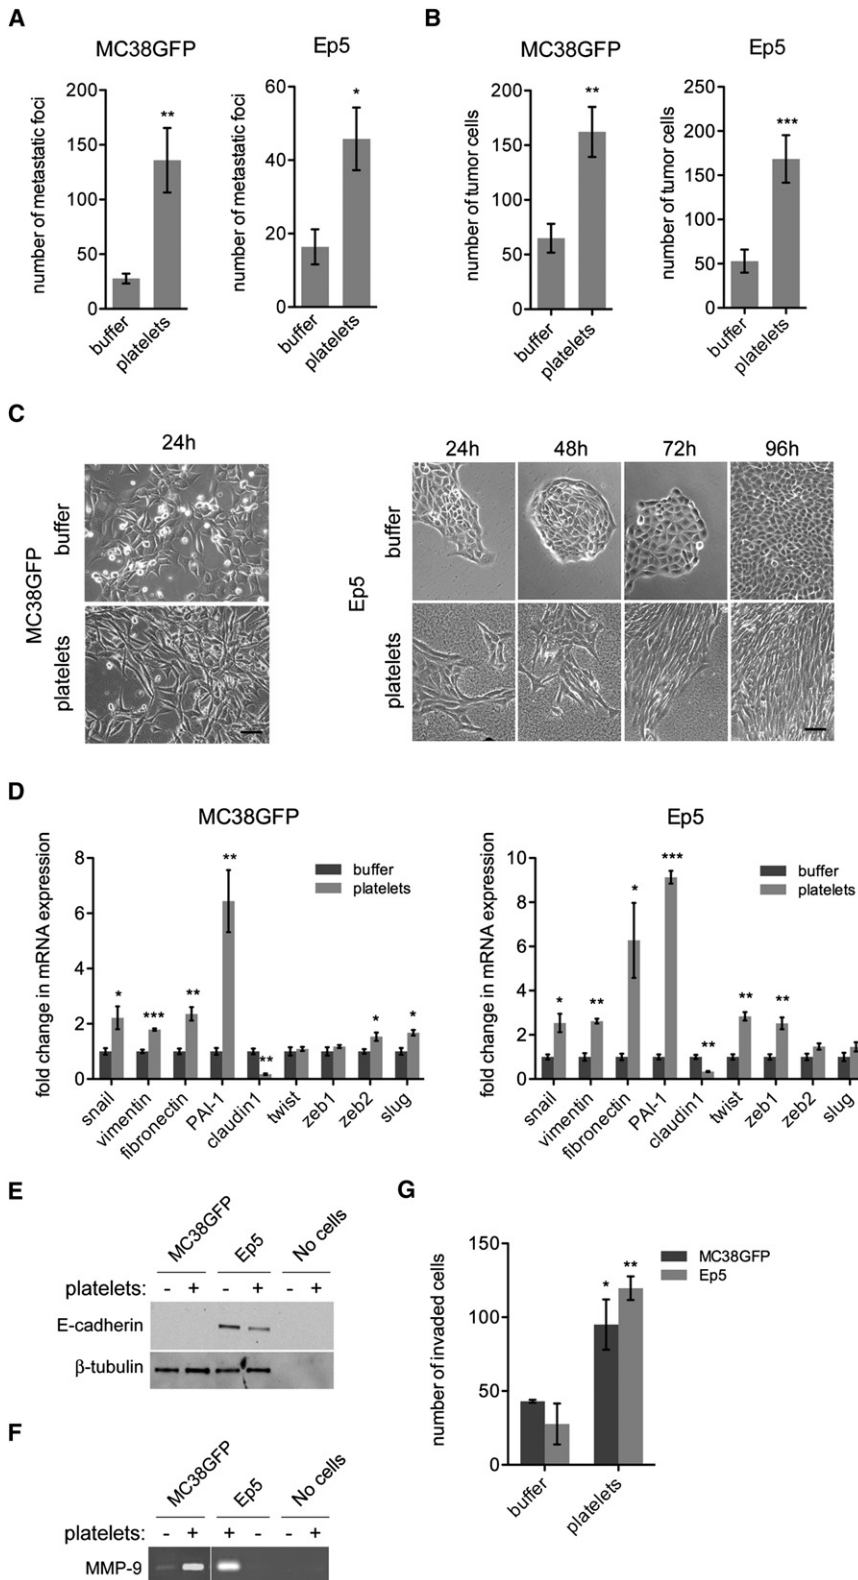 A
MC38GFP
Ep5
number of metastatic foci
200
150
100
50
0
**
buffer
platelets
number of metastatic foci
60
40
20
0
*
buffer
platelets
B
MC38GFP
Ep5
number of tumor cells
200
150
100
50
0
**
buffer
platelets
number of tumor cells
250
200
150
100
50
0
***
buffer
platelets
C
24h
MC38GFP
buffer
platelets
24h 48h 72h 96h
Ep5
buffer
platelets
D
MC38GFP
fold change in mRNA expression
8
6
4
2
0
buffer
platelets
* *** ** ** ** * *
snail vimentin fibronectin PAI-1 claudin1 twist zeb1 zeb2 slug
Ep5
fold change in mRNA expression
10
8
6
4
2
0
buffer
platelets
* ** * *** ** ** **
snail vimentin fibronectin PAI-1 claudin1 twist zeb1 zeb2 slug
E
MC38GFP Ep5 No cells
platelets: - + - + - +
E-cadherin
β-tubulin
F
MC38GFP Ep5 No cells
platelets: - + + - - +
MMP-9
G
number of invaded cells
150
100
50
0
MC38GFP
Ep5
* **
buffer
platelets